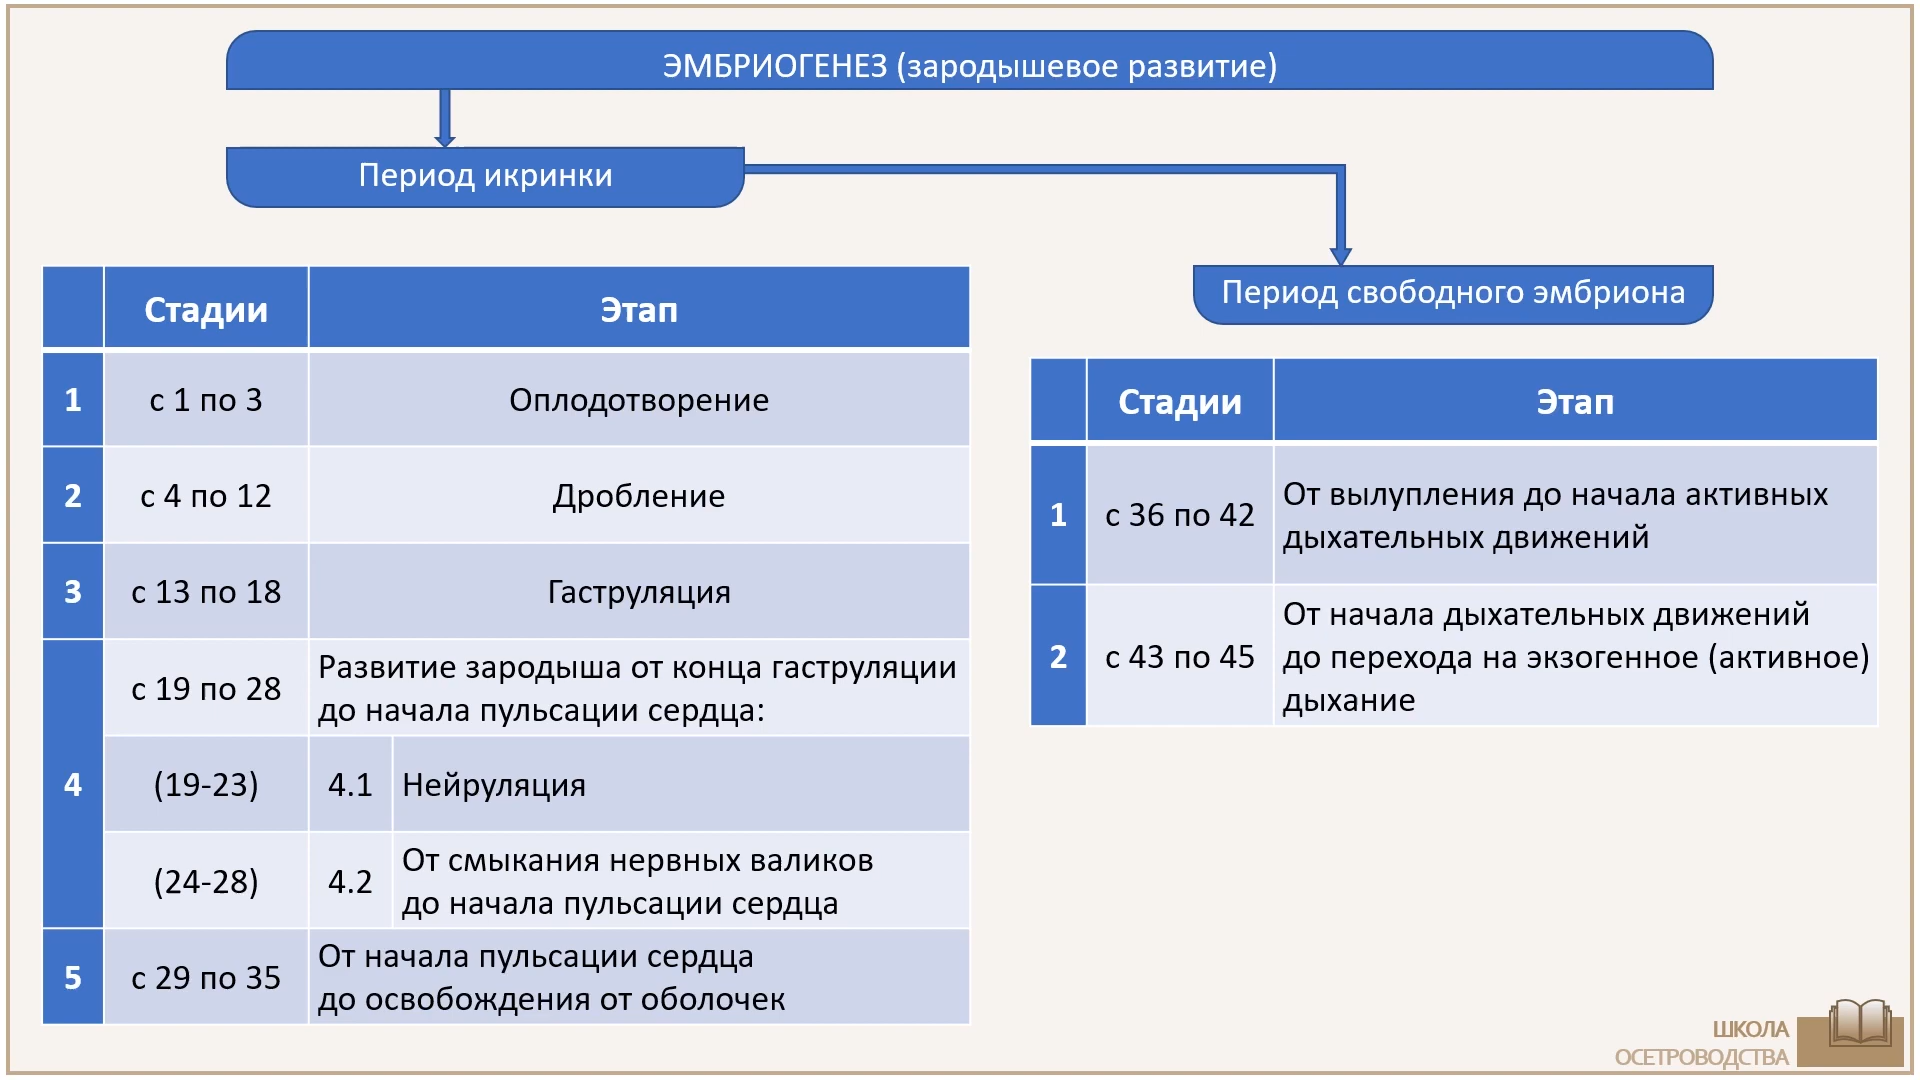 ЭМБРИОГЕНЕЗ (зародышевое развитие)
Период икринки
Период свободного эмбриона
Стадии Этап
1 с 1 по 3 Оплодотворение
2 с 4 по 12 Дробление
3 с 13 по 18 Гаструляция
4
с 19 по 28
Развитие зародыша от конца гаструляции
до начала пульсации сердца:
(19-23) 4.1 Нейруляция
(24-28) 4.2
От смыкания нервных валиков
до начала пульсации сердца
5 с 29 по 35
От начала пульсации сердца
до освобождения от оболочек
Стадии Этап
1 с 36 по 42
От вылупления до начала активных
дыхательных движений
2 с 43 по 45
От начала дыхательных движений
до перехода на экзогенное (активное)
дыхание
ШКОЛА
ОСЕТРОВОДСТВА